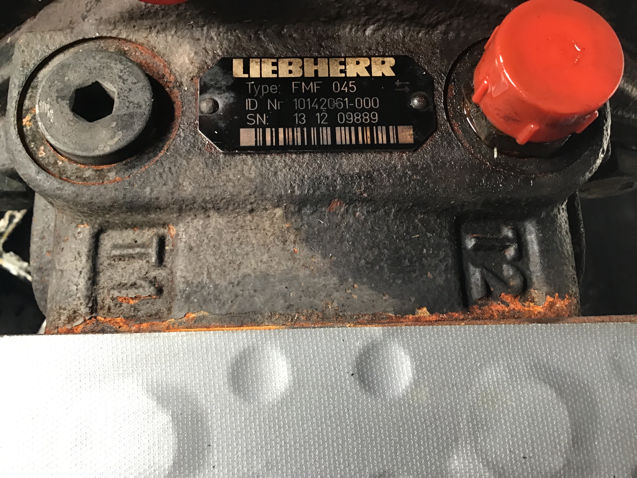 LIEBHERR
Type: FMF 045
ID Nr 10142061-000
SN: 13 12 09889
T1 T2